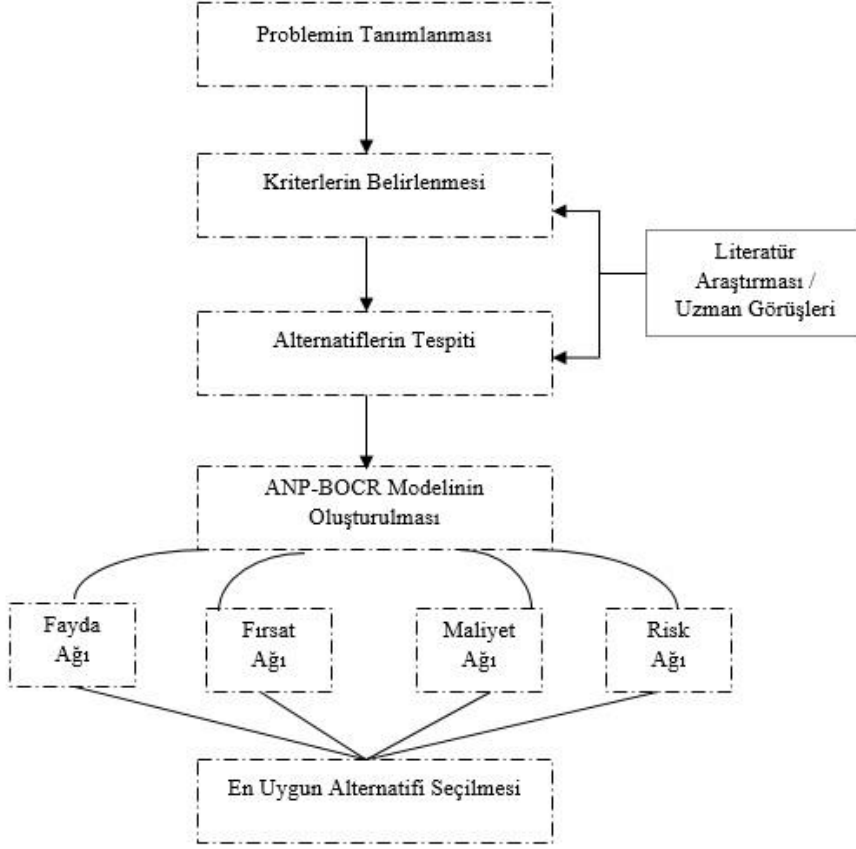 Problemin Tanımlanması
Kriterlerin Belirlenmesi
Literatür
Araştırması /
Uzman Görüşleri
Alternatiflerin Tespiti
ANP-BOCR Modelinin
Oluşturulması
Fayda
Ağı
Fırsat
Ağı
Maliyet
Ağı
Risk
Ağı
En Uygun Alternatifi Seçilmesi